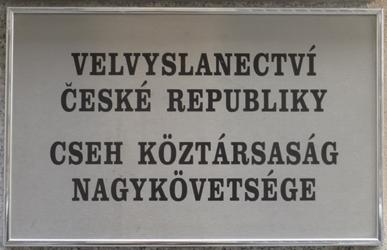 VELVYSLANECTVÍ
ČESKÉ REPUBLIKY
CSEH KÖZTÁRSASÁG
NAGYKÖVETSÉGE